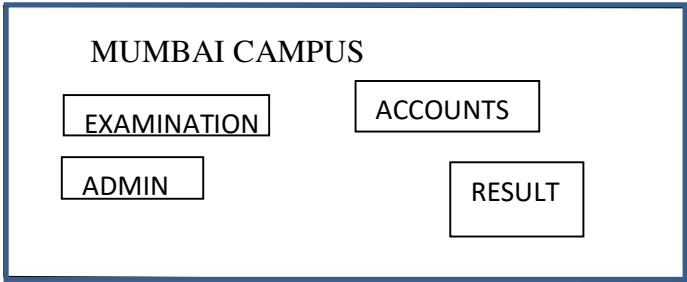 MUMBAI CAMPUS
EXAMINATION
ACCOUNTS
ADMIN
RESULT